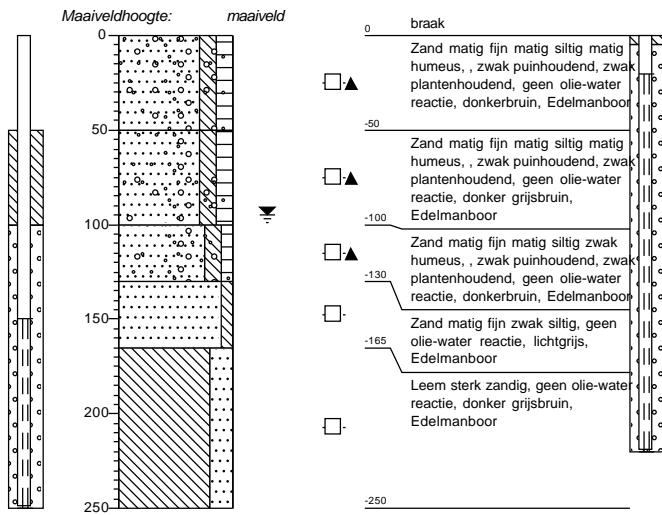 Maaiveldhoogte: maaiveld
0
50
100
150
200
250
0
braak
Zand matig fijn matig siltig matig
humeus, , zwak puinhoudend, zwak
plantenhoudend, geen olie-water
reactie, donkerbruin, Edelmanboor
-50
Zand matig fijn matig siltig matig
humeus, , zwak puinhoudend, zwak
plantenhoudend, geen olie-water
reactie, donker grijsbruin,
Edelmanboor
-100
Zand matig fijn matig siltig zwak
humeus, , zwak puinhoudend, zwak
plantenhoudend, geen olie-water
reactie, donkerbruin, Edelmanboor
-130
Zand matig fijn zwak siltig, geen
olie-water reactie, lichtgrijs,
Edelmanboor
-165
Leem sterk zandig, geen olie-water
reactie, donker grijsbruin,
Edelmanboor
-250